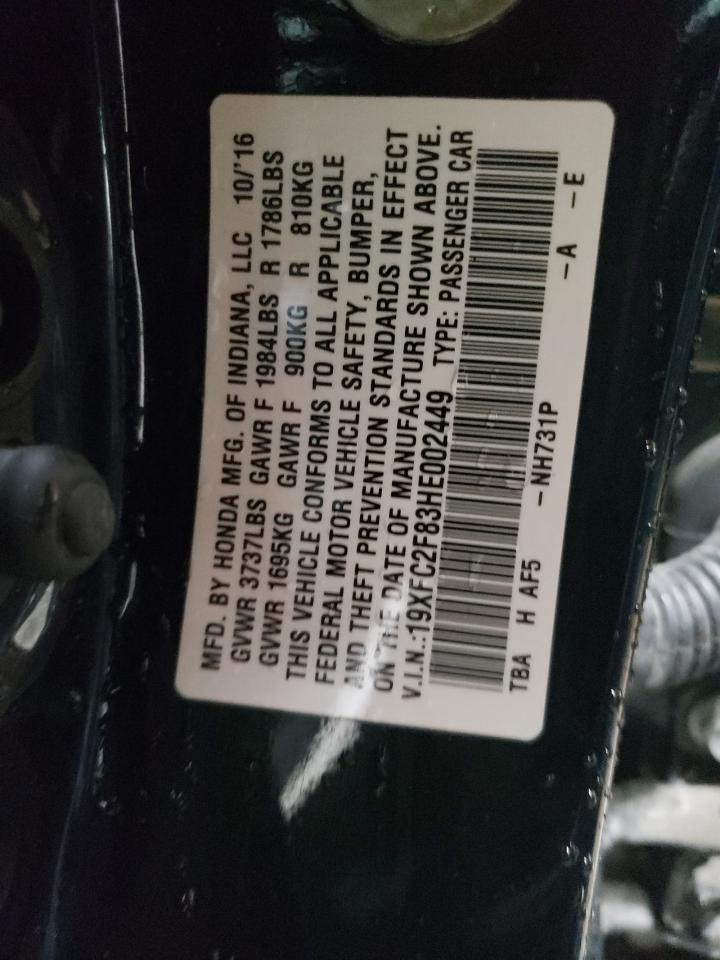 MFD. BY HONDA MFG. OF INDIANA, LLC 10/'16
GVWR 3737LBS GAWR F 1984LBS R 1786LBS
GVWR 1695KG GAWR F 900KG R 810KG
THIS VEHICLE CONFORMS TO ALL APPLICABLE
FEDERAL MOTOR VEHICLE SAFETY, BUMPER,
AND THEFT PREVENTION STANDARDS IN EFFECT
ON THE DATE OF MANUFACTURE SHOWN ABOVE.
V.I.N.:19XFC2F83HE002449 TYPE: PASSENGER CAR
TBA H AF5 –NH731P –A –E